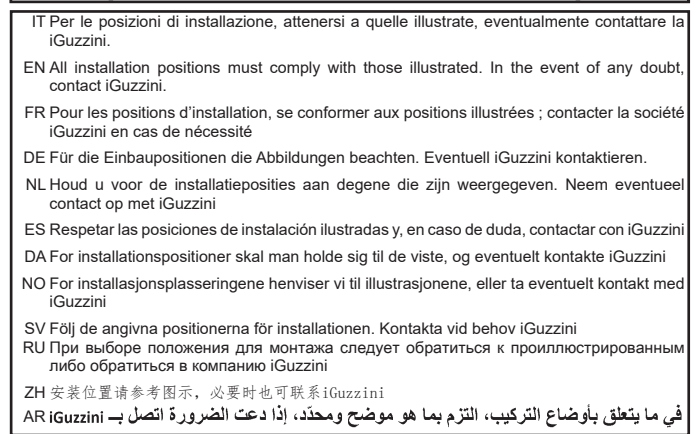 IT Per le posizioni di installazione, attenersi a quelle illustrate, eventualmente contattare la
iGuzzini.
EN All installation positions must comply with those illustrated. In the event of any doubt,
contact iGuzzini.
FR Pour les positions d'installation, se conformer aux positions illustrées ; contacter la société
iGuzzini en cas de nécessité
DE Für die Einbaupositionen die Abbildungen beachten. Eventuell iGuzzini kontaktieren.
NL Houd u voor de installatieposities aan degene die zijn weergegeven. Neem eventueel
contact op met iGuzzini
ES Respetar las posiciones de instalación ilustradas y, en caso de duda, contactar con iGuzzini
DA For installationspositioner skal man holde sig til de viste, og eventuelt kontakte iGuzzini
NO For installasjonsplasseringene henviser vi til illustrasjonene, eller ta eventuelt kontakt med
iGuzzini
SV Följ de angivna positionerna för installationen. Kontakta vid behov iGuzzini
RU При выборе положения для монтажа следует обратиться к проиллюстрированным
либо обратиться в компанию iGuzzini
ZH 安装位置请参考图示，必要时也可联系iGuzzini
AR في ما يتعلق بأوضاع التركيب، التزم بما هو موضح ومحدّد، إذا دعت الضرورة اتصل بــ iGuzzini